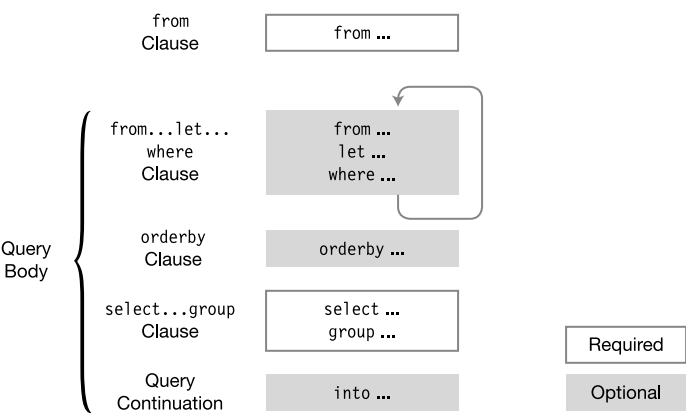 from
Clause
from ...
from...let...
where
Clause
from ...
let ...
where ...
Query
Body
orderby
Clause
orderby ...
select...group
Clause
select ...
group ...
Query
Continuation
into ...
Required
Optional